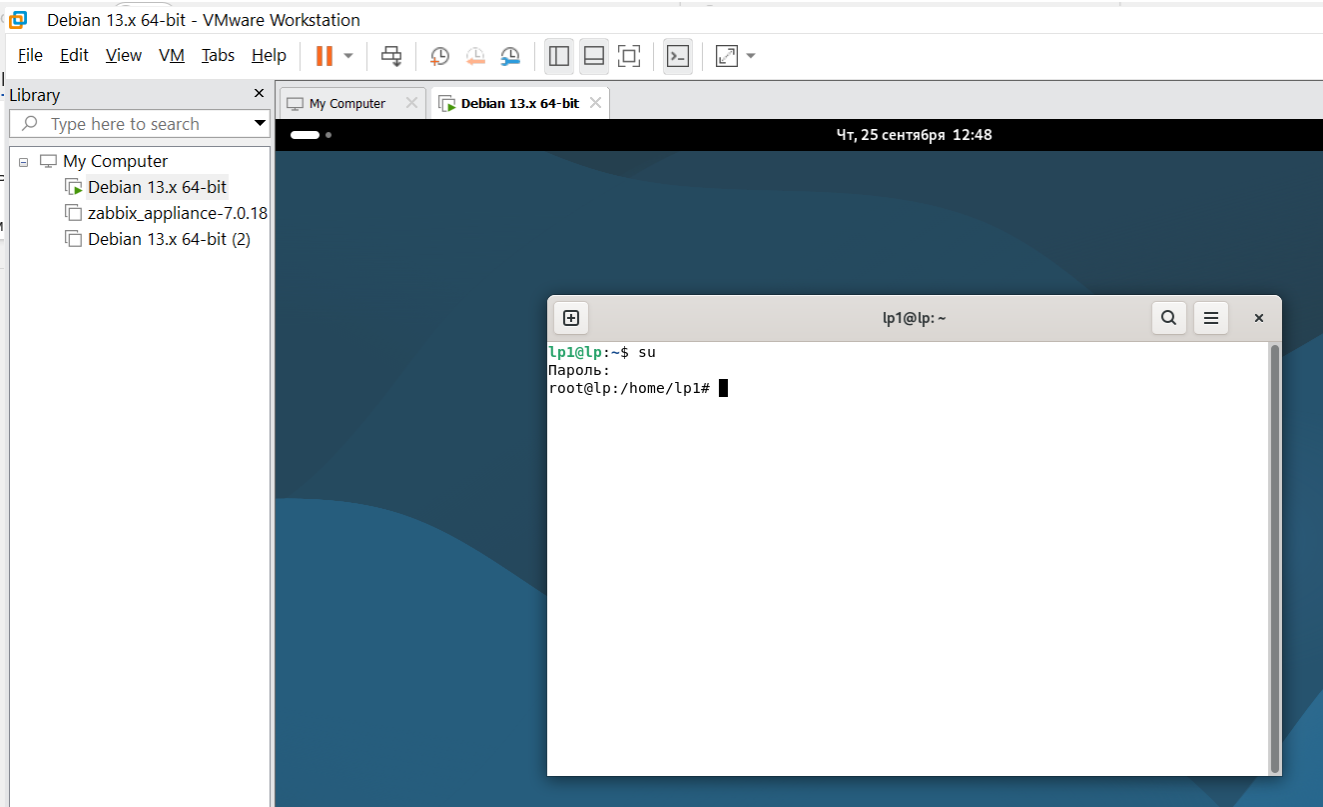 Debian 13.x 64-bit - VMware Workstation
File Edit View VM Tabs Help
Library
My Computer
Debian 13.x 64-bit
Type here to search
Чт, 25 сентября 12:48
My Computer
Debian 13.x 64-bit
zabbix_appliance-7.0.18
Debian 13.x 64-bit (2)
lp1@lp: ~
lp1@lp:~$ su
Пароль:
root@lp:/home/lp1#